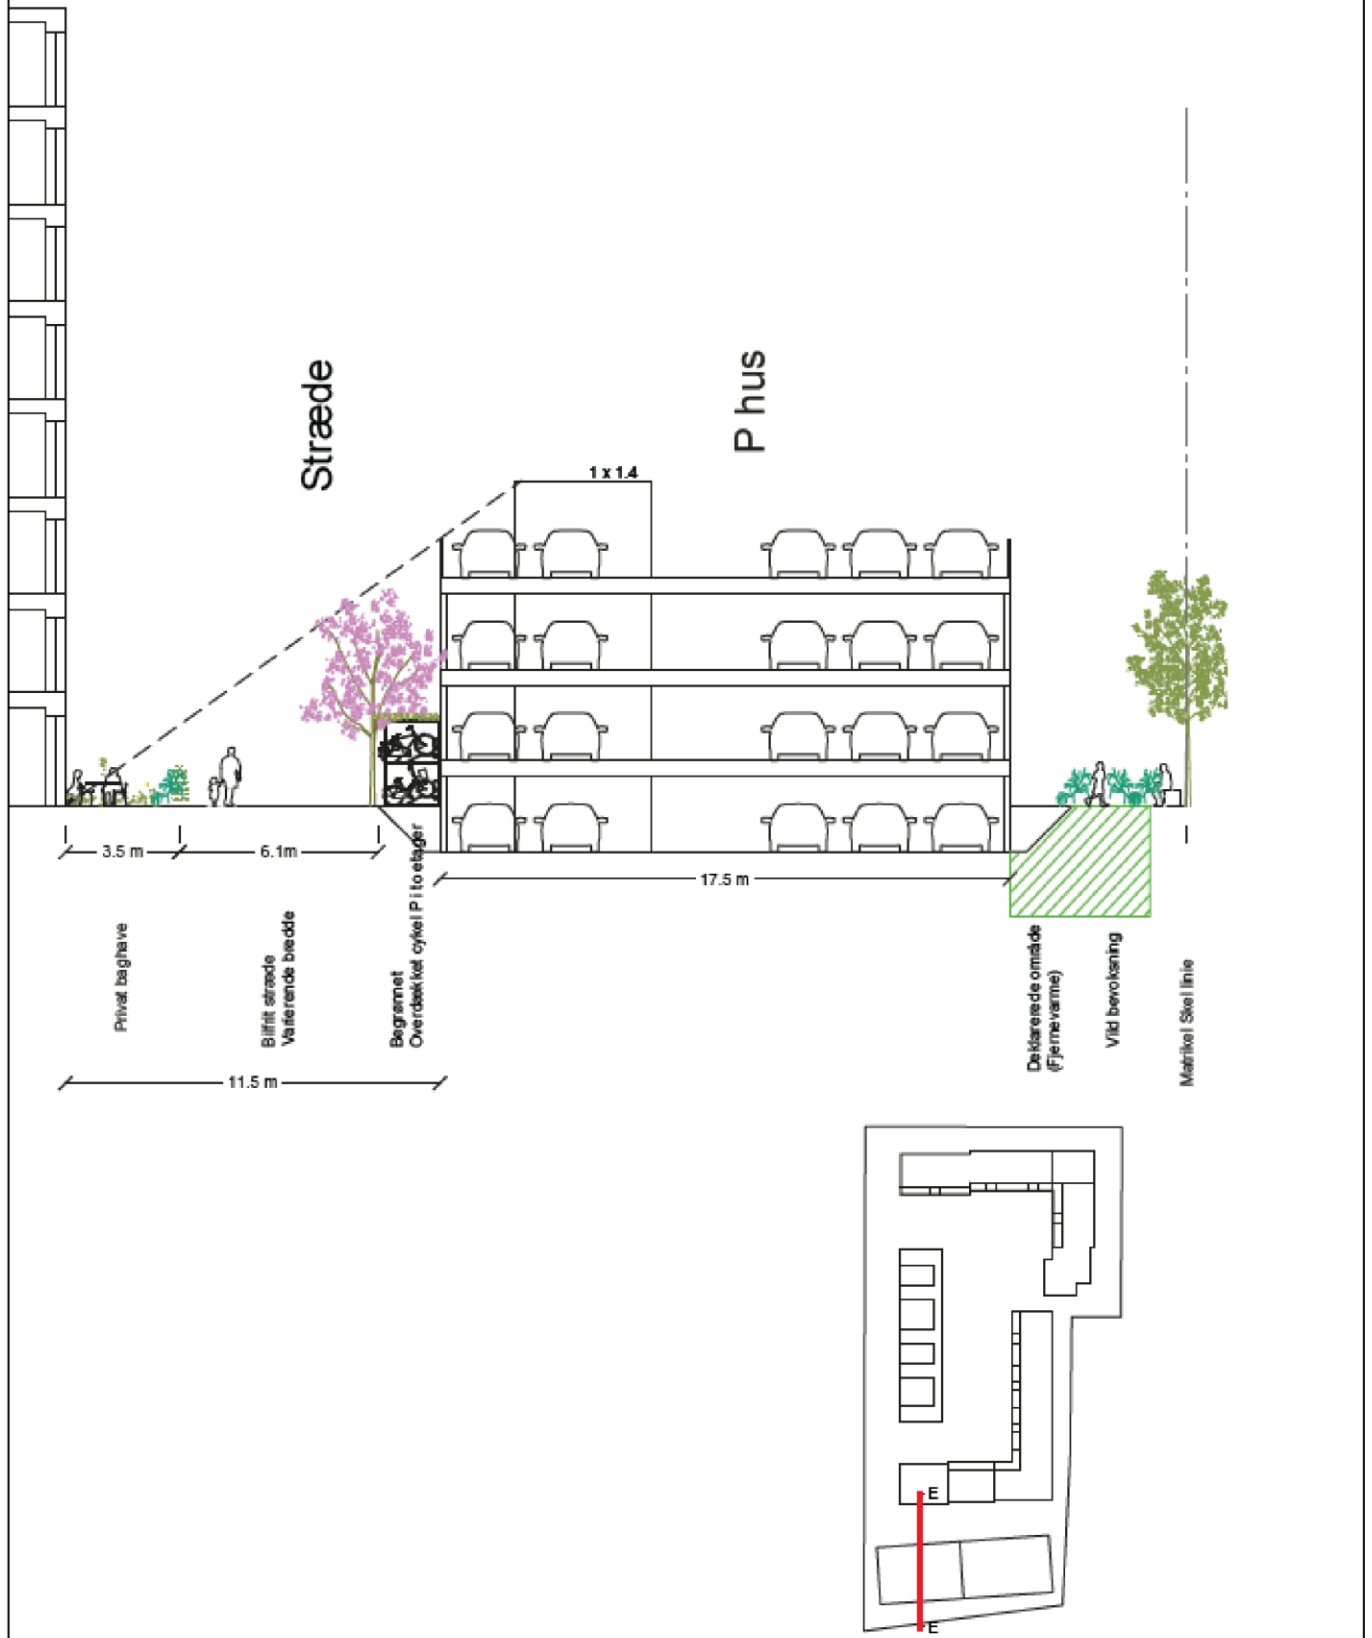 Stræde
P hus
1 x 1.4
3.5 m
6.1m
17.5 m
Privat baghave
Bilfrit stræde
Varierende bredde
Begrønnet
Overdækket cykel P i to etager
Deklarerede område
(Fjernevarme)
Vild bevoksning
Matrikel Skel linie
11.5 m
E
E